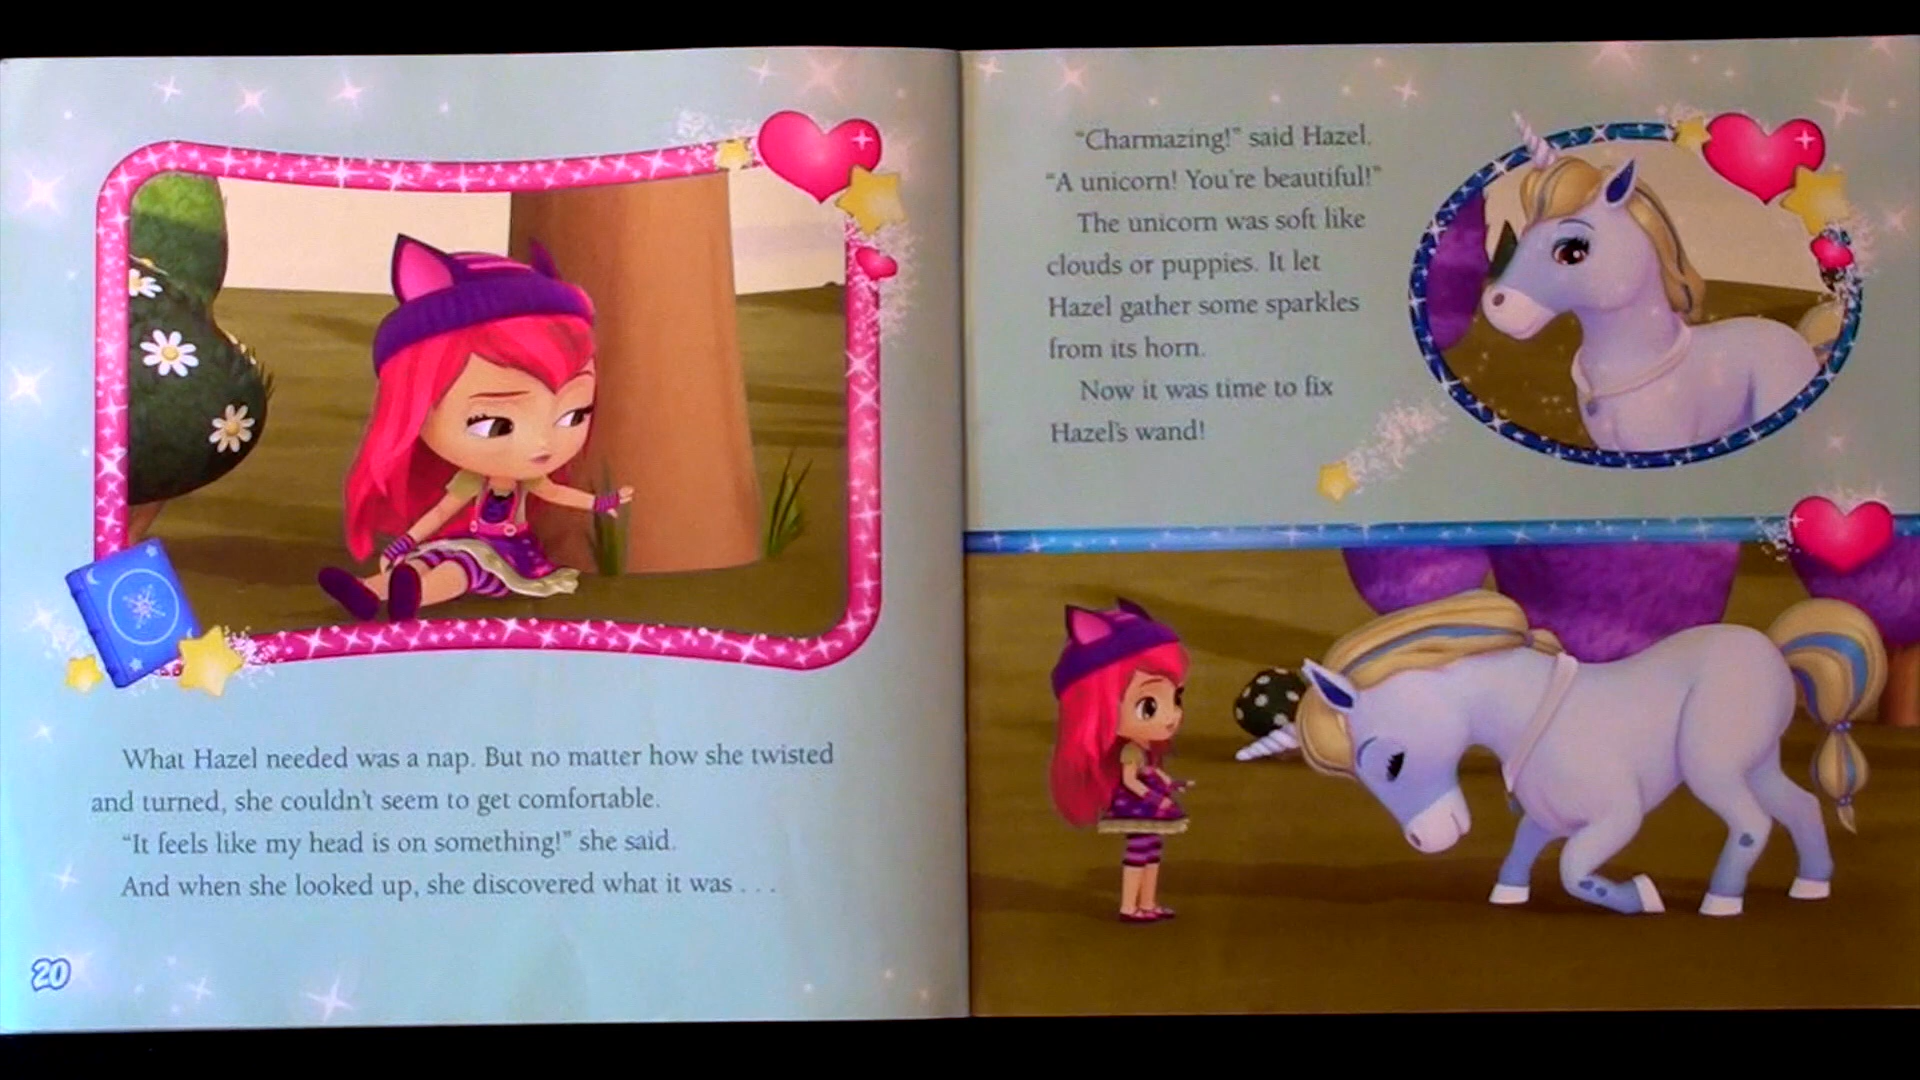 What Hazel needed was a nap. But no matter how she twisted
and turned, she couldn't seem to get comfortable.
"It feels like my head is on something!" she said.
And when she looked up, she discovered what it was . . .
20
"Charmazing!" said Hazel.
"A unicorn! You're beautiful!"
The unicorn was soft like
clouds or puppies. It let
Hazel gather some sparkles
from its horn.
Now it was time to fix
Hazel's wand!